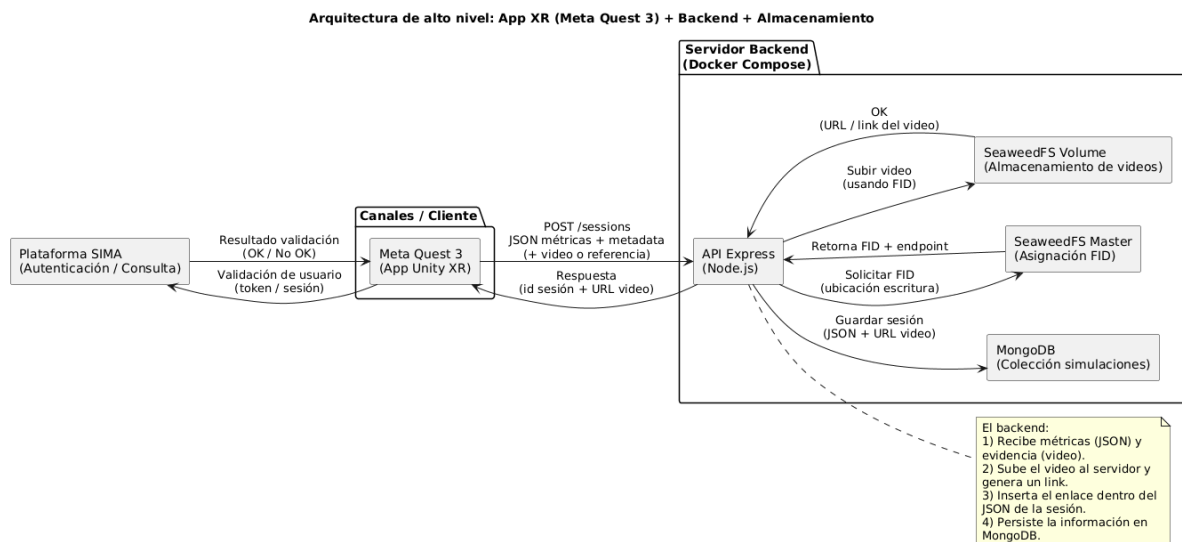 Arquitectura de alto nivel: App XR (Meta Quest 3) + Backend + Almacenamiento
Servidor Backend
(Docker Compose)
OK
(URL / link del video)
SeaweedFS Volume
(Almacenamiento de videos)
Subir video
(usando FID)
Canales / Cliente
Plataforma SIMA
(Autenticación / Consulta)
Resultado validación
(OK / No OK)
Validación de usuario
(token / sesión)
Meta Quest 3
(App Unity XR)
POST /sessions
JSON métricas + metadata
(+ video o referencia)
Respuesta
(id sesión + URL video)
API Express
(Node.js)
Retorna FID + endpoint
Solicitar FID
(ubicación escritura)
SeaweedFS Master
(Asignación FID)
Guardar sesión
(JSON + URL video)
MongoDB
(Colección simulaciones)
El backend:
1) Recibe métricas (JSON) y
evidencia (video).
2) Sube el video al servidor y
genera un link.
3) Inserta el enlace dentro del
JSON de la sesión.
4) Persiste la información en
MongoDB.